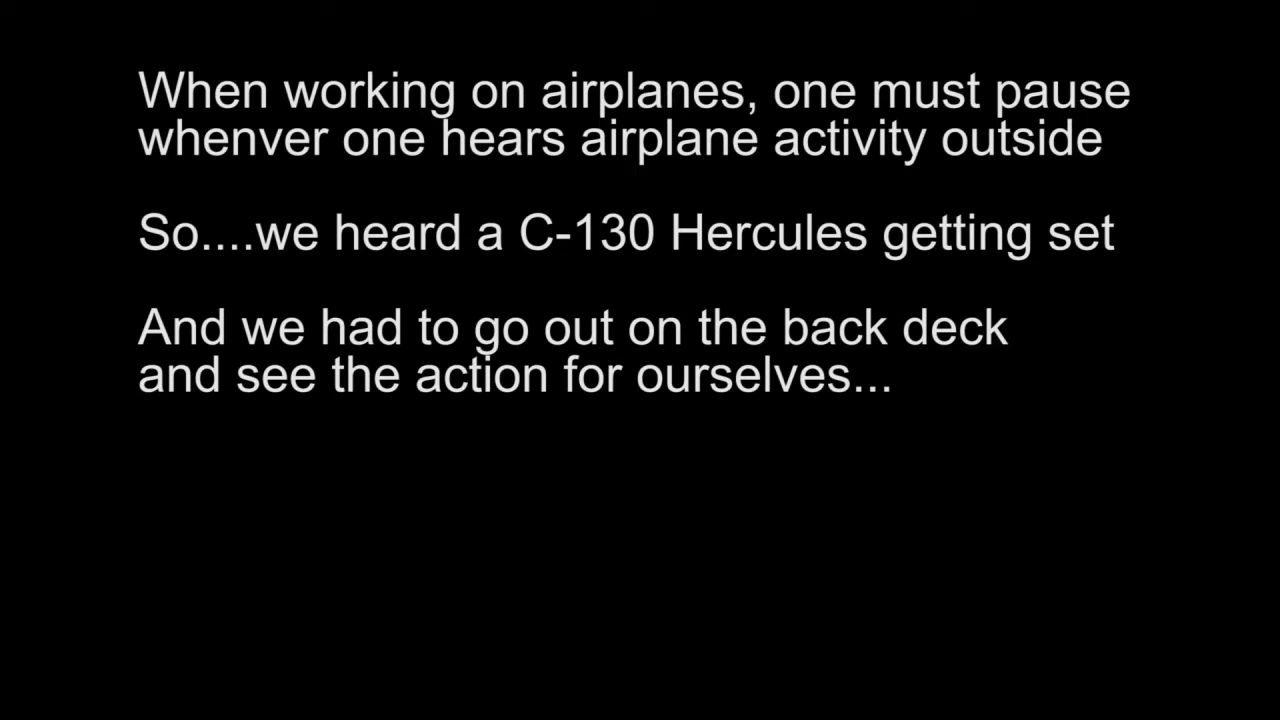 When working on airplanes, one must pause
whenver one hears airplane activity outside
So....we heard a C-130 Hercules getting set
And we had to go out on the back deck
and see the action for ourselves...